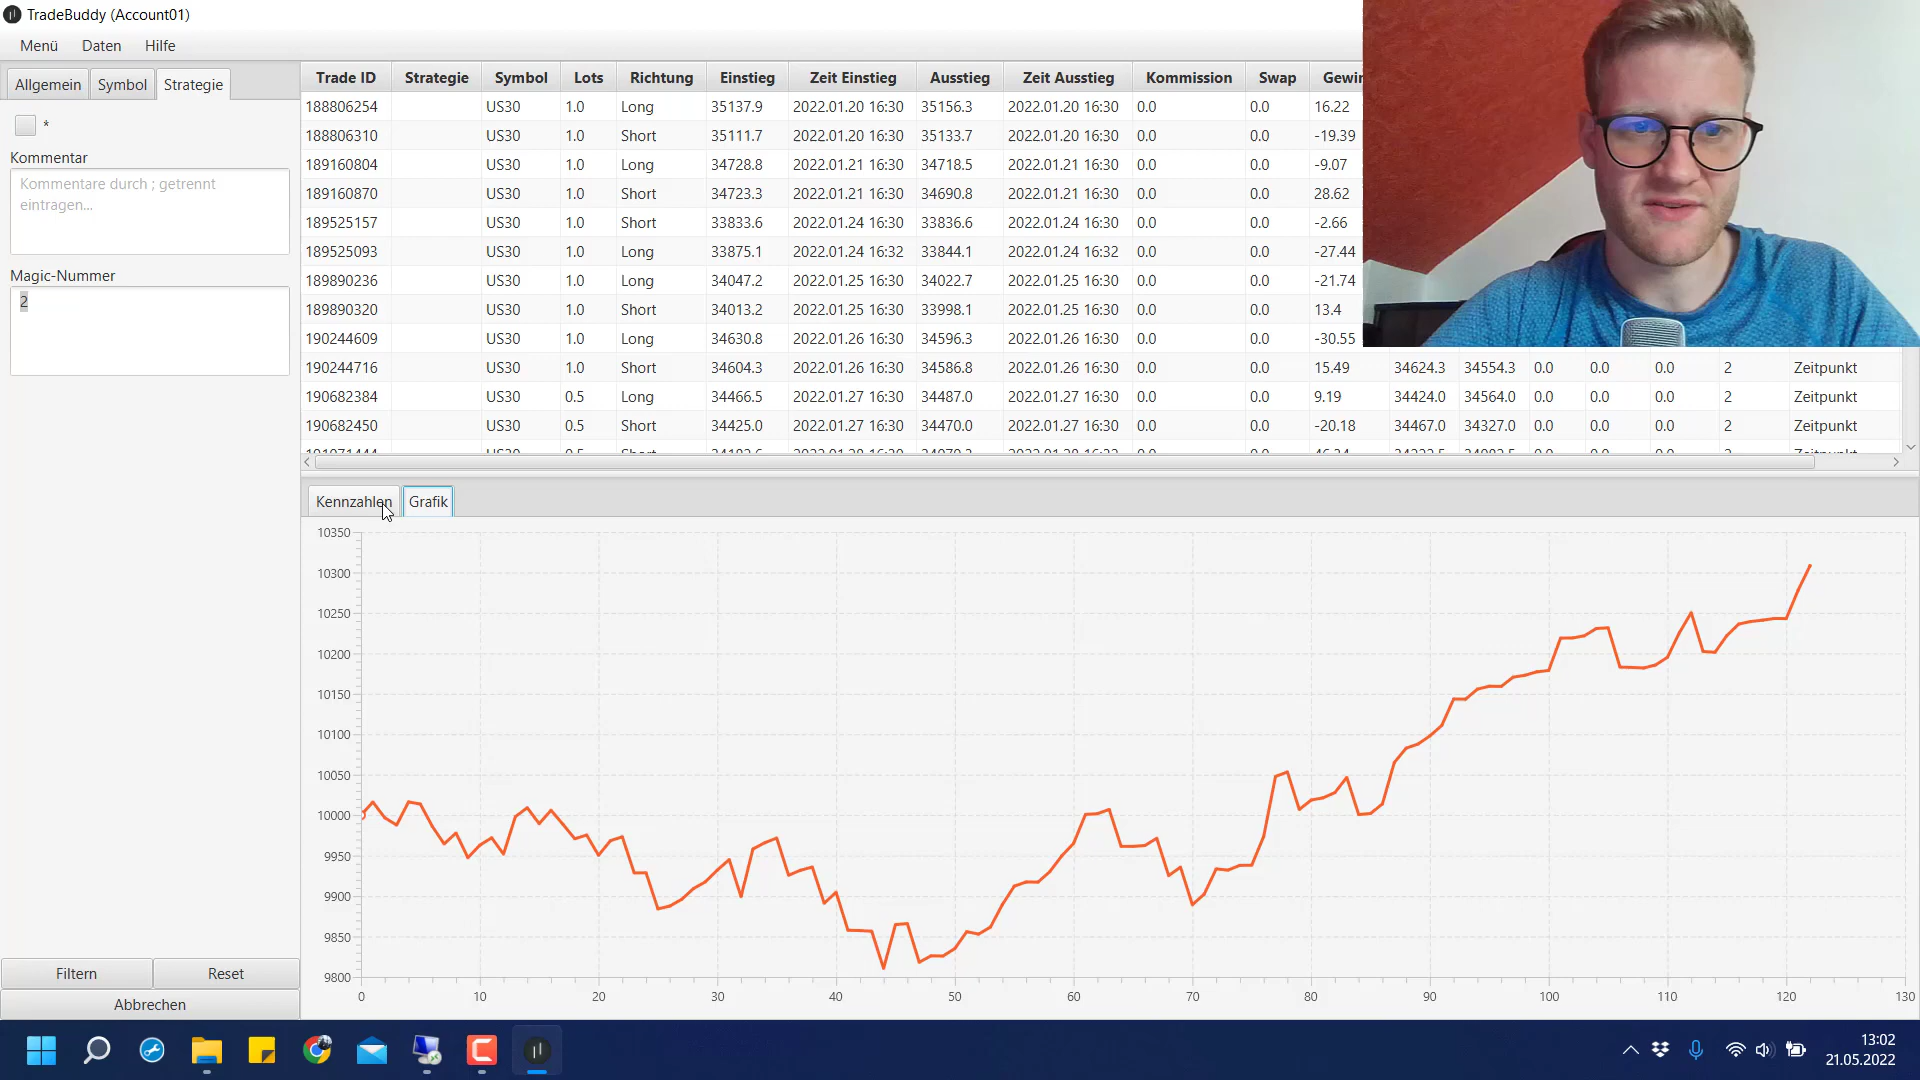 TradeBuddy (Account01)
Menü Daten Hilfe
Allgemein Symbol Strategie
*
Kommentar
Kommentare durch ; getrennt
eintragen...
Magic-Nummer
2
Filtern Reset
Abbrechen
Trade ID Strategie Symbol Lots Richtung Einstieg Zeit Einstieg Ausstieg Zeit Ausstieg Kommission Swap
188806254 US30 1.0 Long 35137.9 2022.01.20 16:30 35156.3 2022.01.20 16:30 0.0 0.0 16.22
188806310 US30 1.0 Short 35111.7 2022.01.20 16:30 35133.7 2022.01.20 16:30 0.0 0.0 -19.39
189160804 US30 1.0 Long 34728.8 2022.01.21 16:30 34718.5 2022.01.21 16:30 0.0 0.0 -9.07
189160870 US30 1.0 Short 34723.3 2022.01.21 16:30 34690.8 2022.01.21 16:30 0.0 0.0 28.62
189525157 US30 1.0 Short 33833.6 2022.01.24 16:30 33836.6 2022.01.24 16:30 0.0 0.0 -2.66
189525093 US30 1.0 Long 33875.1 2022.01.24 16:32 33844.1 2022.01.24 16:32 0.0 0.0 -27.44
189890236 US30 1.0 Long 34047.2 2022.01.25 16:30 34022.7 2022.01.25 16:30 0.0 0.0 -21.74
189890320 US30 1.0 Short 34013.2 2022.01.25 16:30 33998.1 2022.01.25 16:30 0.0 0.0 13.4
190244609 US30 1.0 Long 34630.8 2022.01.26 16:30 34596.3 2022.01.26 16:30 0.0 0.0 -30.55
190244716 US30 1.0 Short 34604.3 2022.01.26 16:30 34586.8 2022.01.26 16:30 0.0 0.0 15.49 34624.3 34554.3 0.0 0.0 0.0 2 Zeitpunkt
190682384 US30 0.5 Long 34466.5 2022.01.27 16:30 34487.0 2022.01.27 16:30 0.0 0.0 9.19 34424.0 34564.0 0.0 0.0 0.0 2 Zeitpunkt
190682450 US30 0.5 Short 34425.0 2022.01.27 16:30 34470.0 2022.01.27 16:30 0.0 0.0 -20.18 34467.0 34327.0 0.0 0.0 0.0 2 Zeitpunkt
Kennzahlen Grafik
10350
10300
10250
10200
10150
10100
10050
10000
9950
9900
9850
9800
0 10 20 30 40 50 60 70 80 90 100 110 120 130
13:02
21.05.2022